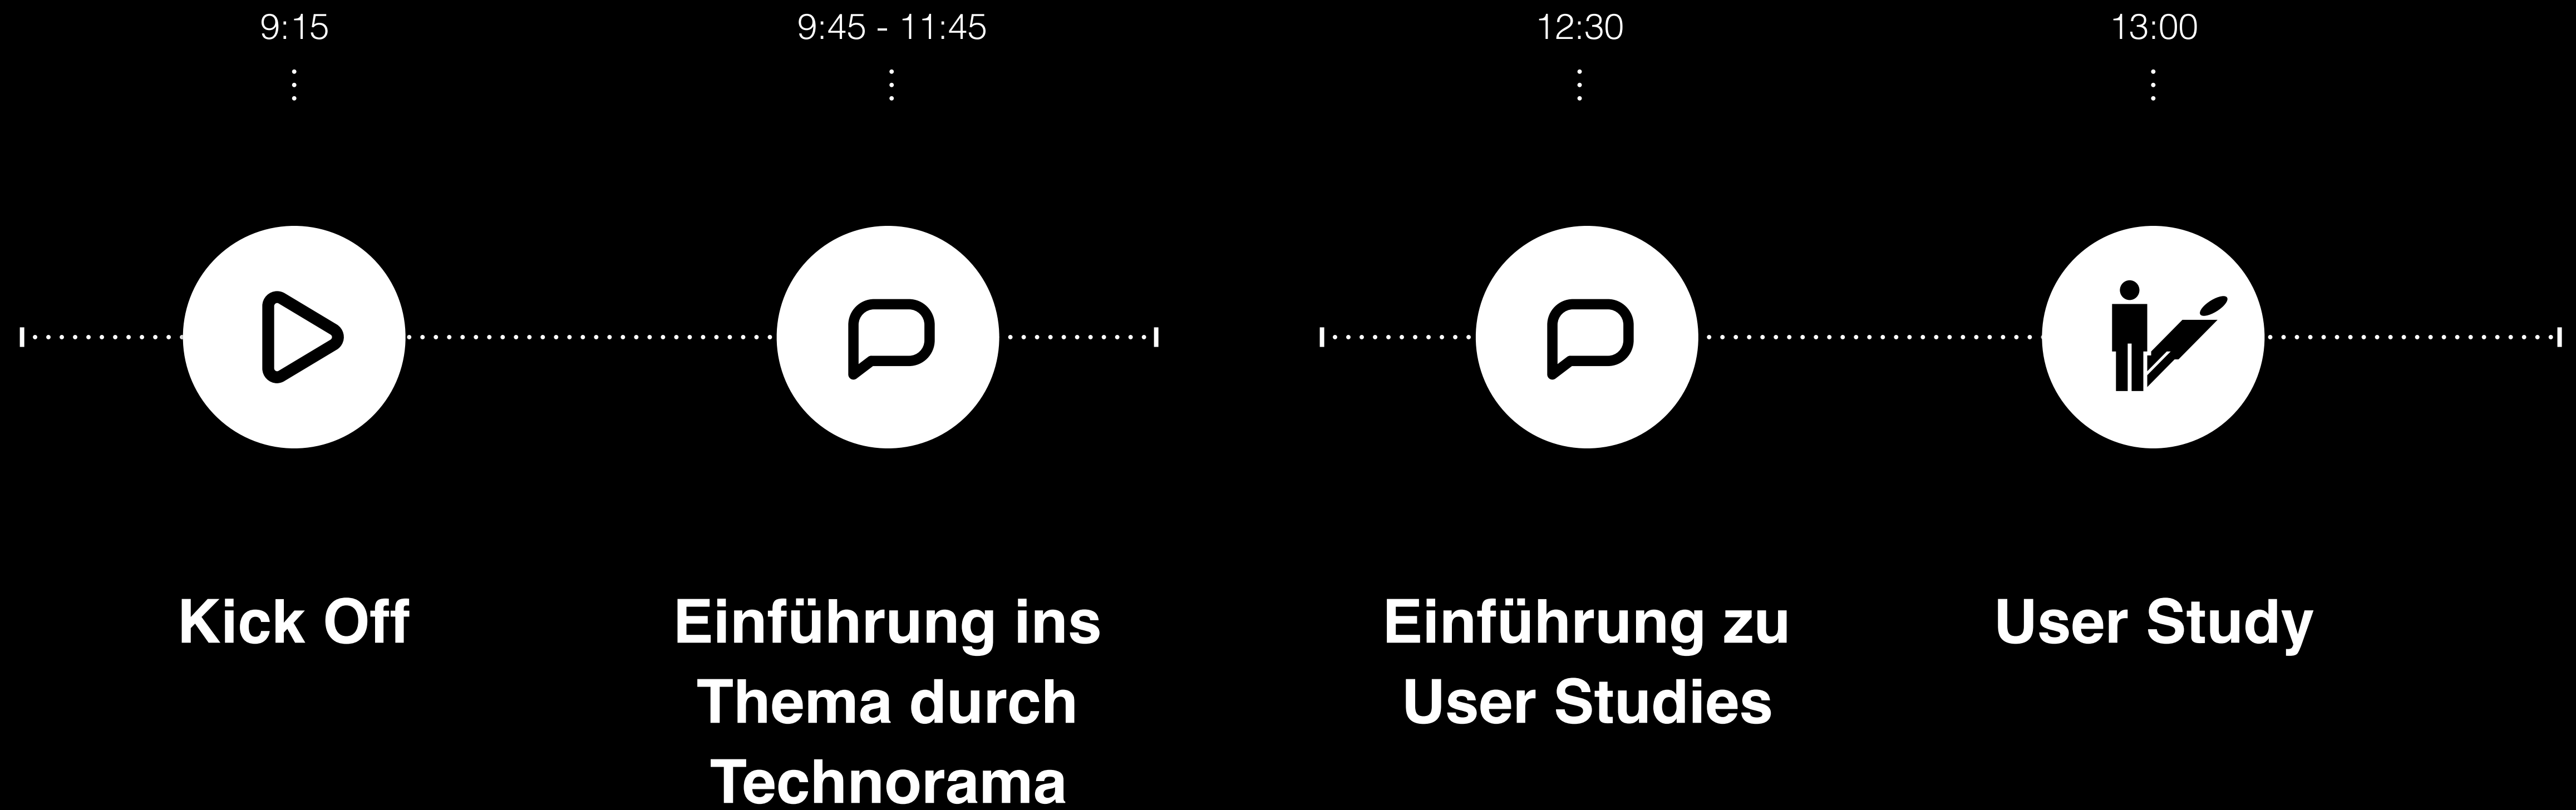 9:15
9:45 - 11:45
12:30
13:00
Kick Off
Einführung ins
Thema durch
Technorama
Einführung zu
User Studies
User Study